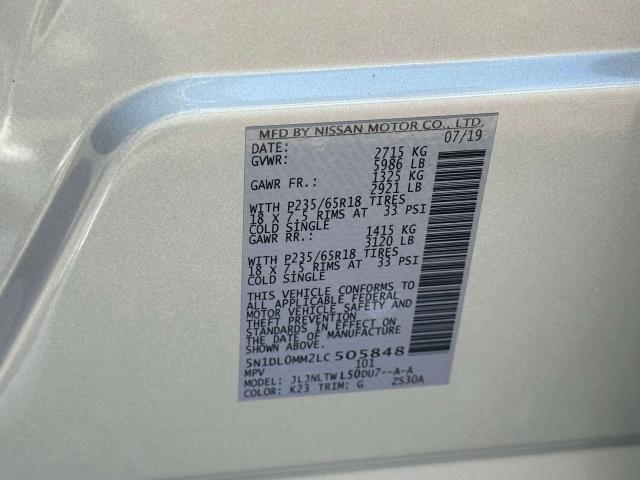 MFD BY NISSAN MOTOR CO., LTD.
DATE: 07/19
GVWR: 2715 KG
5986 LB
GAWR FR.: 1325 KG
2921 LB
WITH P235/65R18 TIRES
18 X 7.5 RIMS AT 33 PSI
COLD SINGLE
GAWR RR.: 1415 KG
3120 LB
WITH P235/65R18 TIRES
18 X 7.5 RIMS AT 33 PSI
COLD SINGLE
THIS VEHICLE CONFORMS TO
ALL APPLICABLE FEDERAL
MOTOR VEHICLE SAFETY AND
THEFT PREVENTION
STANDARDS IN EFFECT ON
THE DATE OF MANUFACTURE
SHOWN ABOVE.
5N1DL0MM2LC 505848
MPV 101
MODEL: JLJNLTW L50DU7--A-A
COLOR: K23 TRIM: G ZS30A